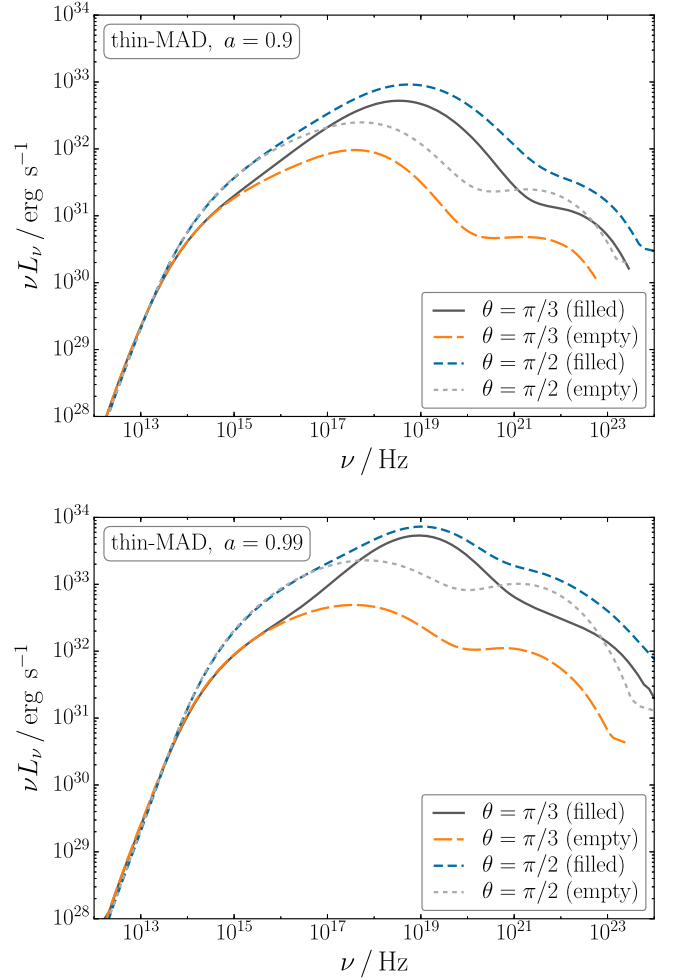 thin-MAD, a = 0.9
10^34
10^33
10^32
10^31
10^30
10^29
10^28
νL_ν / erg s^−1
θ = π/3 (filled)
θ = π/3 (empty)
θ = π/2 (filled)
θ = π/2 (empty)
10^13 10^15 10^17 10^19 10^21 10^23
ν / Hz
thin-MAD, a = 0.99
10^34
10^33
10^32
10^31
10^30
10^29
10^28
νL_ν / erg s^−1
θ = π/3 (filled)
θ = π/3 (empty)
θ = π/2 (filled)
θ = π/2 (empty)
10^13 10^15 10^17 10^19 10^21 10^23
ν / Hz